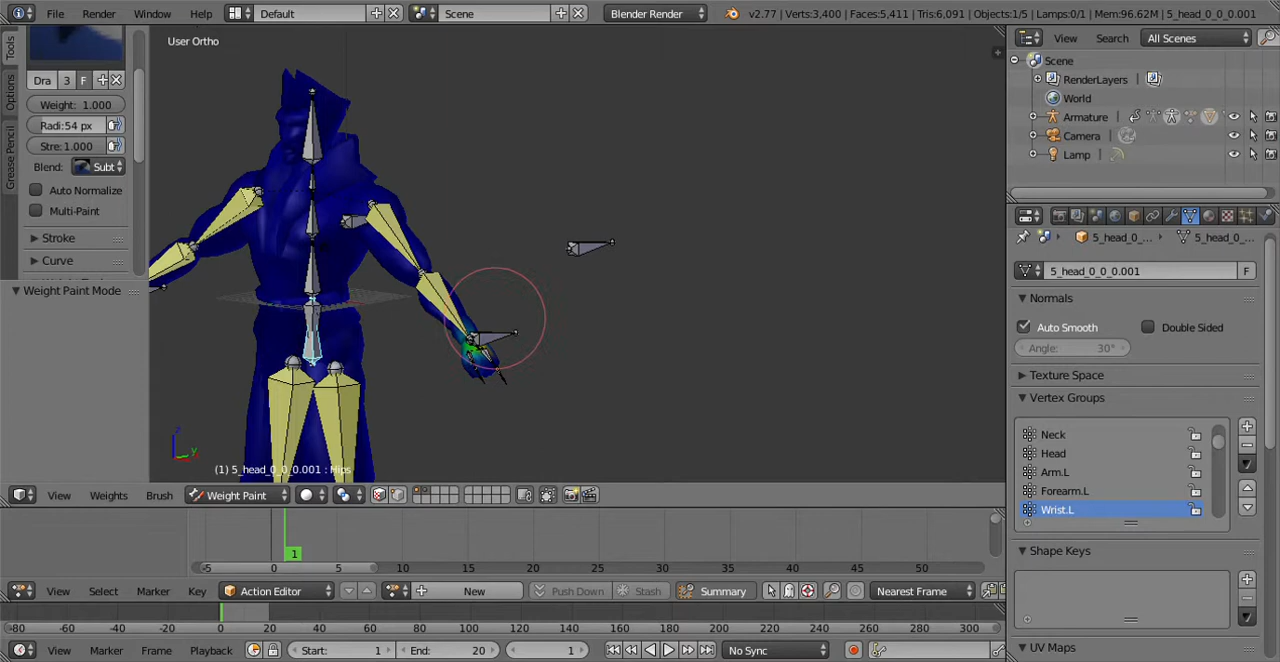 File Render Window Help Default Scene Blender Render v2.77 | Verts:3,400 | Faces:5,411 | Tris:6,091 | Objects:1/5 | Lamps:0/1 | Mem:96.62M | 5_head_0_0_0.001
User Ortho
View Search All Scenes
Tools
Options
Grease Pencil
Dra 3 F
Weight: 1.000
Radi:54 px
Stre:1.000
Blend: Subt
Auto Normalize
Multi-Paint
Stroke
Curve
Weight Paint Mode
Scene
RenderLayers |
World
Armature |
Camera |
Lamp |
5_head_0_... 5_head_0_0_...
5_head_0_0_0.001 F
Normals
Auto Smooth Double Sided
Angle: 30°
Texture Space
Vertex Groups
Neck
Head
Arm.L
Forearm.L
Wrist.L
Shape Keys
UV Maps
z
y
(1) 5_head_0_0_0.001 : Hips
View Weights Brush Weight Paint
1
-5 0 5 10 15 20 25 30 35 40 45 50
View Select Marker Key Action Editor New Push Down Stash Summary Nearest Frame
-80 -60 -40 -20 0 20 40 60 80 100 120 140 160 180 200 220 240 260 280 300
View Marker Frame Playback Start: 1 End: 20 1 No Sync